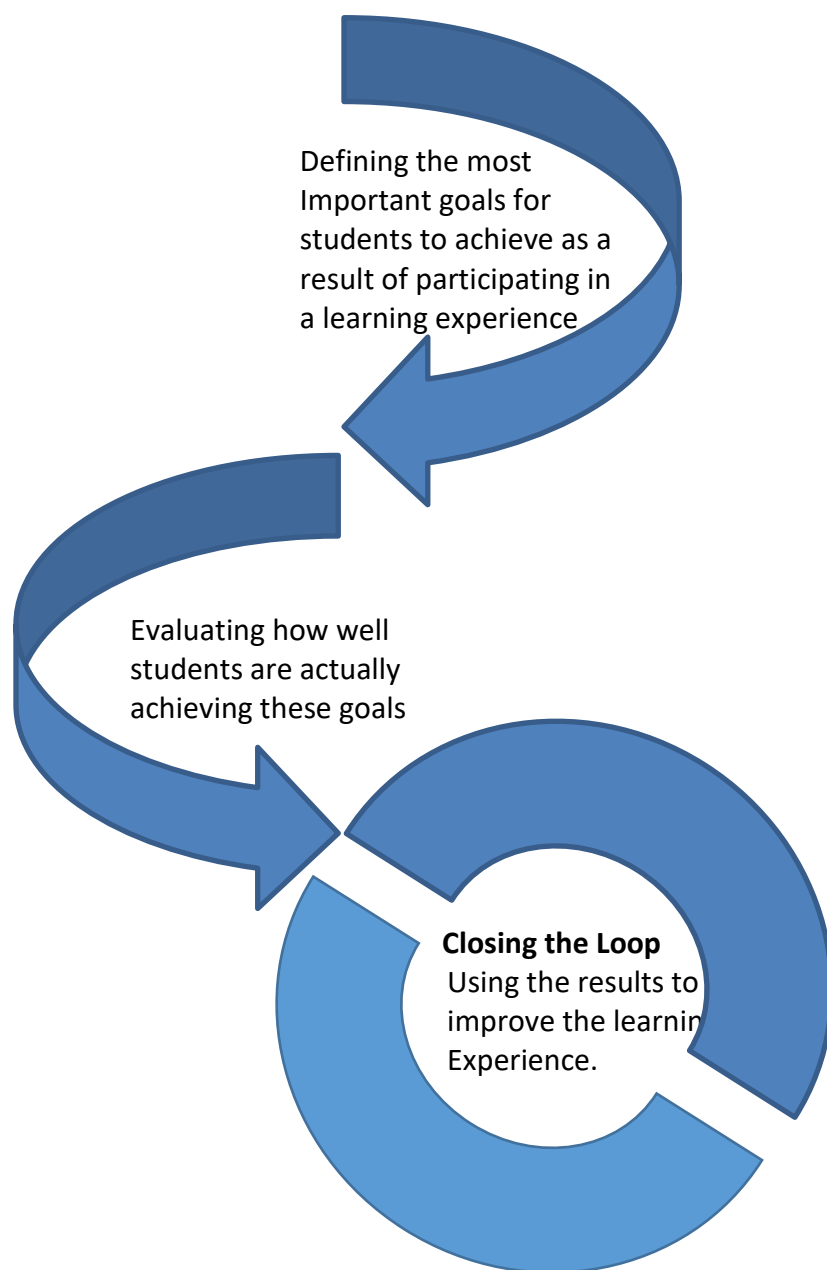 Defining the most
Important goals for
students to achieve as a
result of participating in
a learning experience
Evaluating how well
students are actually
achieving these goals
Closing the Loop
Using the results to
improve the learnin
Experience.